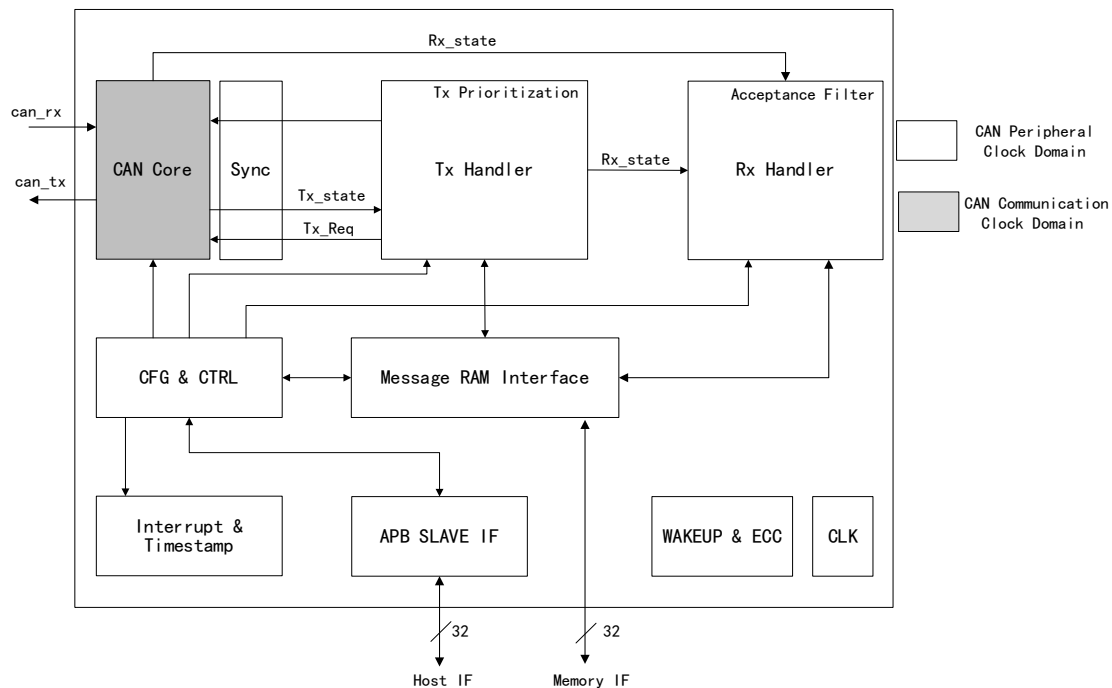 Rx_state
Tx Prioritization
Acceptance Filter
can_rx
CAN Peripheral
Clock Domain
CAN Core
Sync
Tx Handler
Rx_state
Rx Handler
can_tx
Tx_state
CAN Communication
Clock Domain
Tx_Req
CFG & CTRL
Message RAM Interface
Interrupt &
Timestamp
APB SLAVE IF
WAKEUP & ECC
CLK
32
32
Host IF
Memory IF